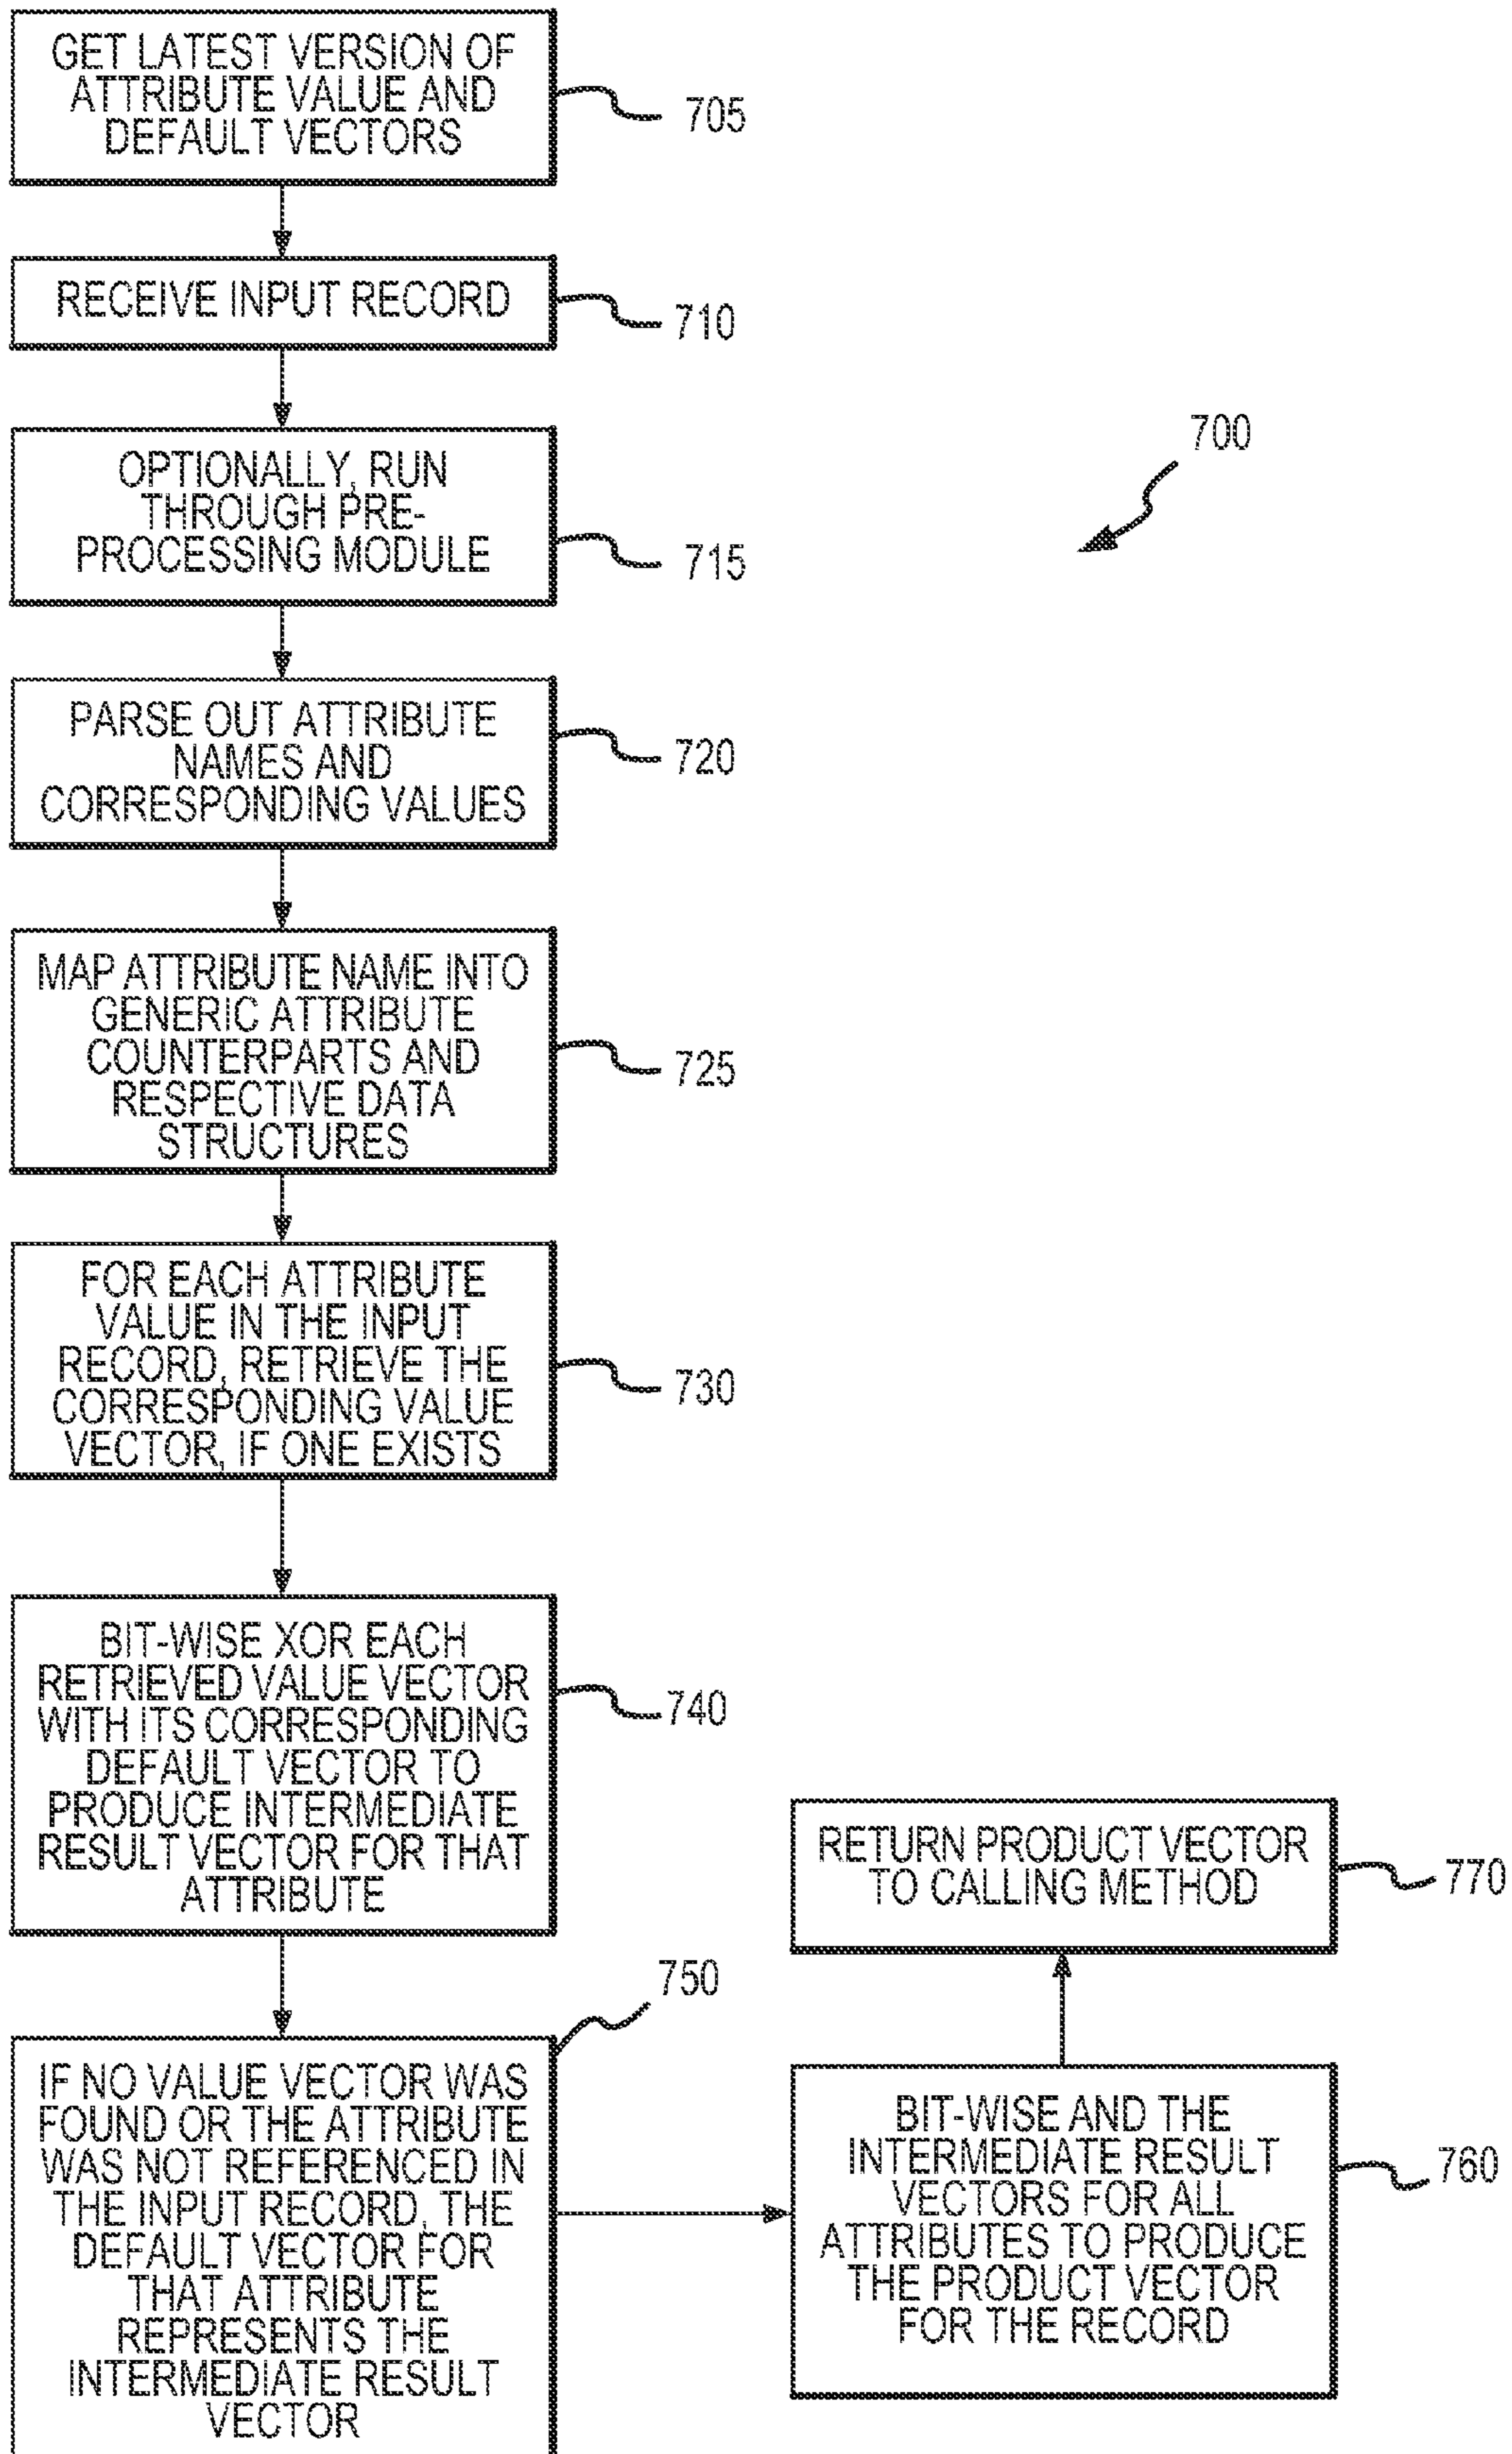 GET LATEST VERSION OF
ATTRIBUTE VALUE AND
DEFAULT VECTORS
705
RECEIVE INPUT RECORD
710
700
OPTIONALLY, RUN
THROUGH PRE-
PROCESSING MODULE
715
PARSE OUT ATTRIBUTE
NAMES AND
CORRESPONDING VALUES
720
MAP ATTRIBUTE NAME INTO
GENERIC ATTRIBUTE
COUNTERPARTS AND
RESPECTIVE DATA
STRUCTURES
725
FOR EACH ATTRIBUTE
VALUE IN THE INPUT
RECORD, RETRIEVE THE
CORRESPONDING VALUE
VECTOR, IF ONE EXISTS
730
BIT-WISE XOR EACH
RETRIEVED VALUE VECTOR
WITH ITS CORRESPONDING
DEFAULT VECTOR TO
PRODUCE INTERMEDIATE
RESULT VECTOR FOR THAT
ATTRIBUTE
740
750
IF NO VALUE VECTOR WAS
FOUND OR THE ATTRIBUTE
WAS NOT REFERENCED IN
THE INPUT RECORD, THE
DEFAULT VECTOR FOR
THAT ATTRIBUTE
REPRESENTS THE
INTERMEDIATE RESULT
VECTOR
BIT-WISE AND THE
INTERMEDIATE RESULT
VECTORS FOR ALL
ATTRIBUTES TO PRODUCE
THE PRODUCT VECTOR
FOR THE RECORD
760
RETURN PRODUCT VECTOR
TO CALLING METHOD
770